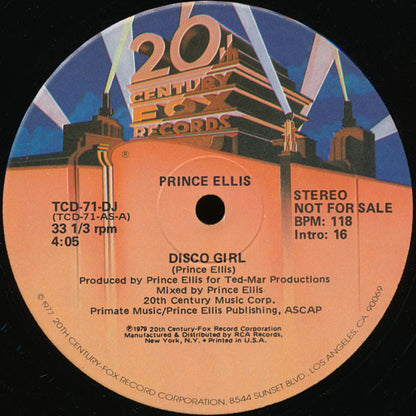 20th
CENTURY
FOX
RECORDS
®
PRINCE ELLIS
TCD-71-DJ
(TCD-71-AS-A)
33 1/3 rpm
4:05
STEREO
NOT FOR SALE
BPM: 118
Intro: 16
DISCO GIRL
(Prince Ellis)
Produced by Prince Ellis for Ted-Mar Productions
Mixed by Prince Ellis
20th Century Music Corp.
Primate Music/Prince Ellis Publishing, ASCAP
℗1979 20th Century-Fox Record Corporation
Manufactured & Distributed by RCA Records,
New York, N.Y. • Printed in U.S.A.
© 1977 20TH CENTURY-FOX RECORD CORPORATION, 8544 SUNSET BLVD., LOS ANGELES, CA. 90069